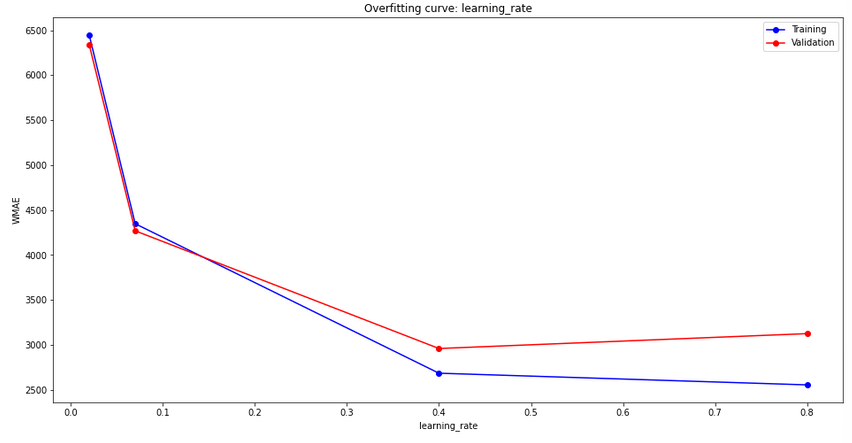 Overfitting curve: learning_rate
Training
Validation
6500
6000
5500
5000
4500
4000
3500
3000
2500
WMAE
0.0 0.1 0.2 0.3 0.4 0.5 0.6 0.7 0.8
learning_rate